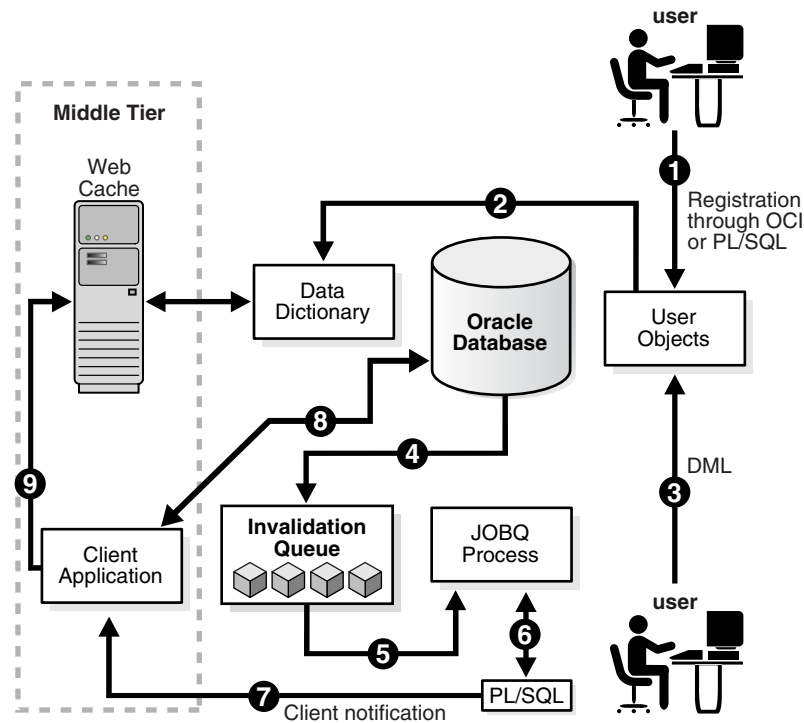 user
Middle Tier
Web
Cache
1
2
Registration
through OCI
or PL/SQL
Data
Dictionary
Oracle
Database
User
Objects
8
4
DML
9
3
Invalidation
Queue
JOBQ
Process
Client
Application
user
5
6
7
PL/SQL
Client notification